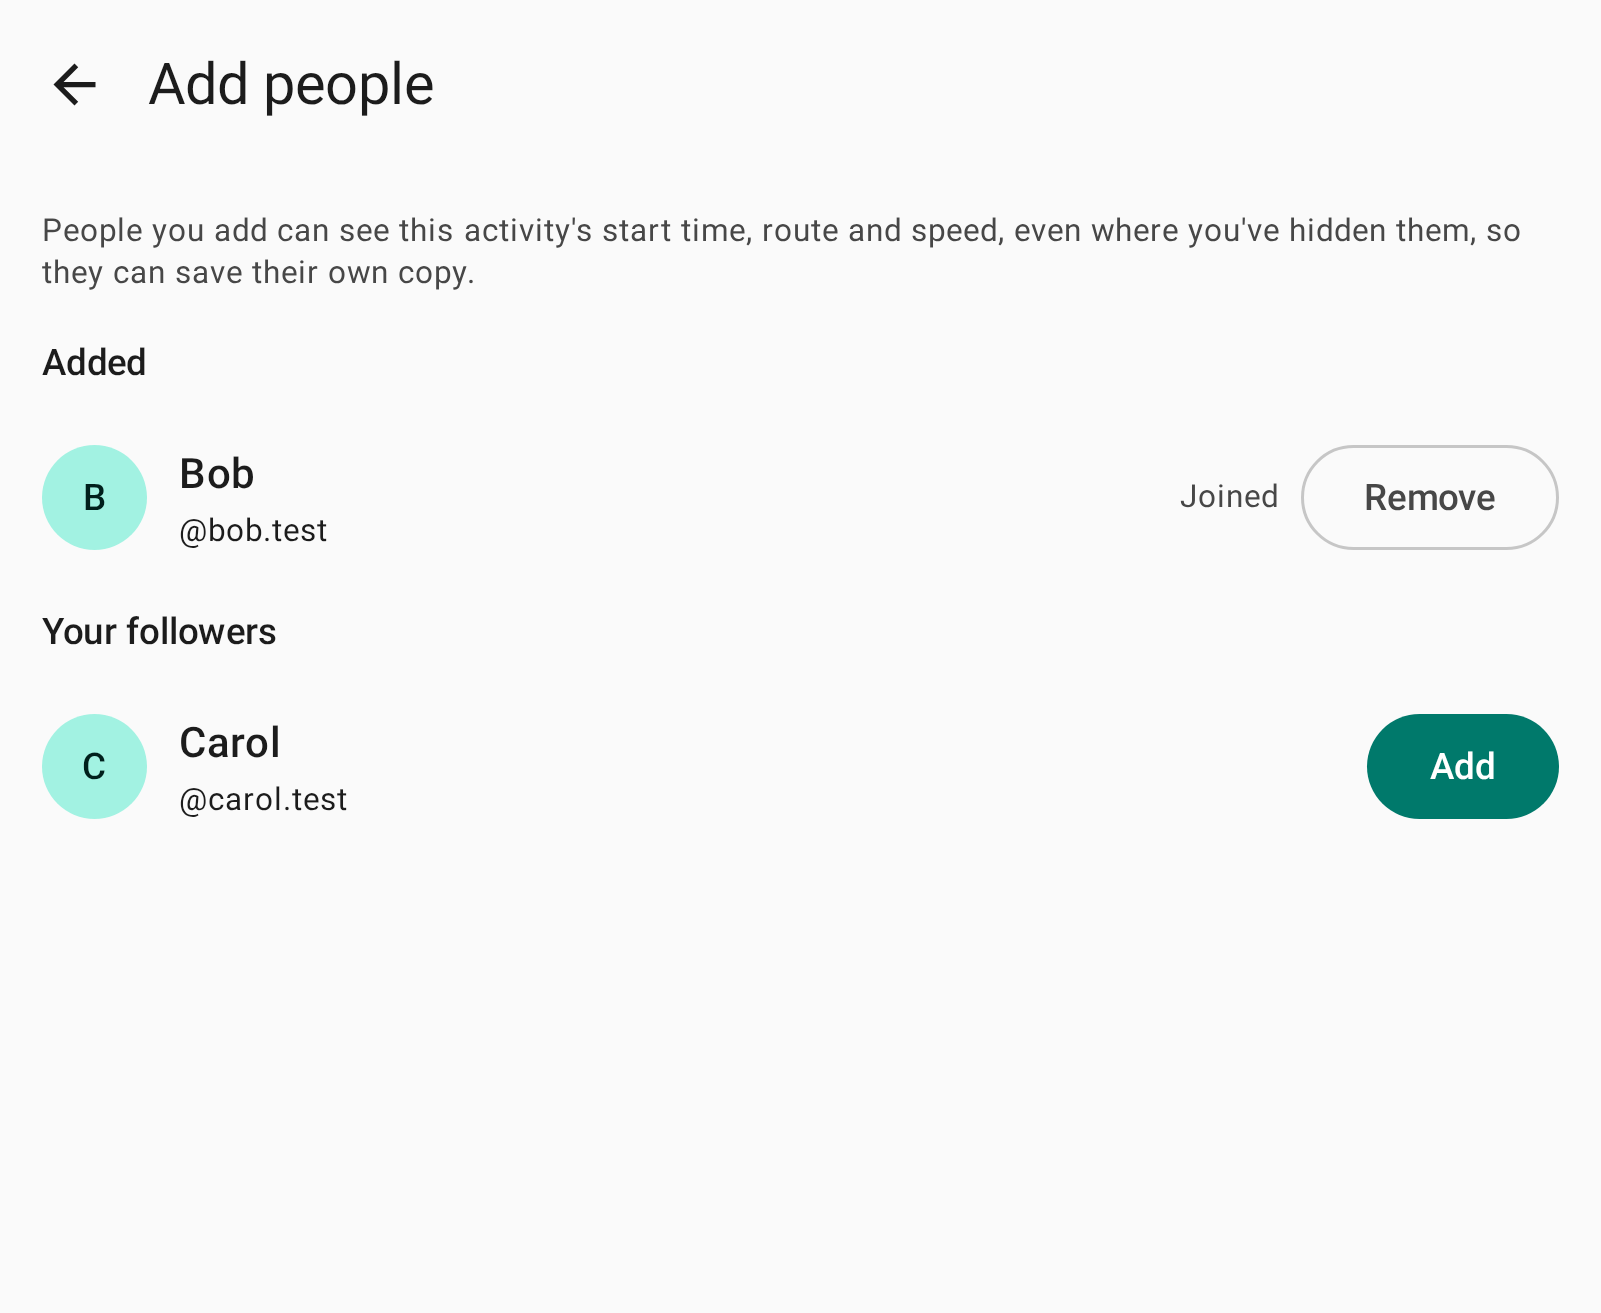 Add people
People you add can see this activity's start time, route and speed, even where you've hidden them, so
they can save their own copy.
Added
B
Bob
@bob.test
Joined
Remove
Your followers
C
Carol
@carol.test
Add